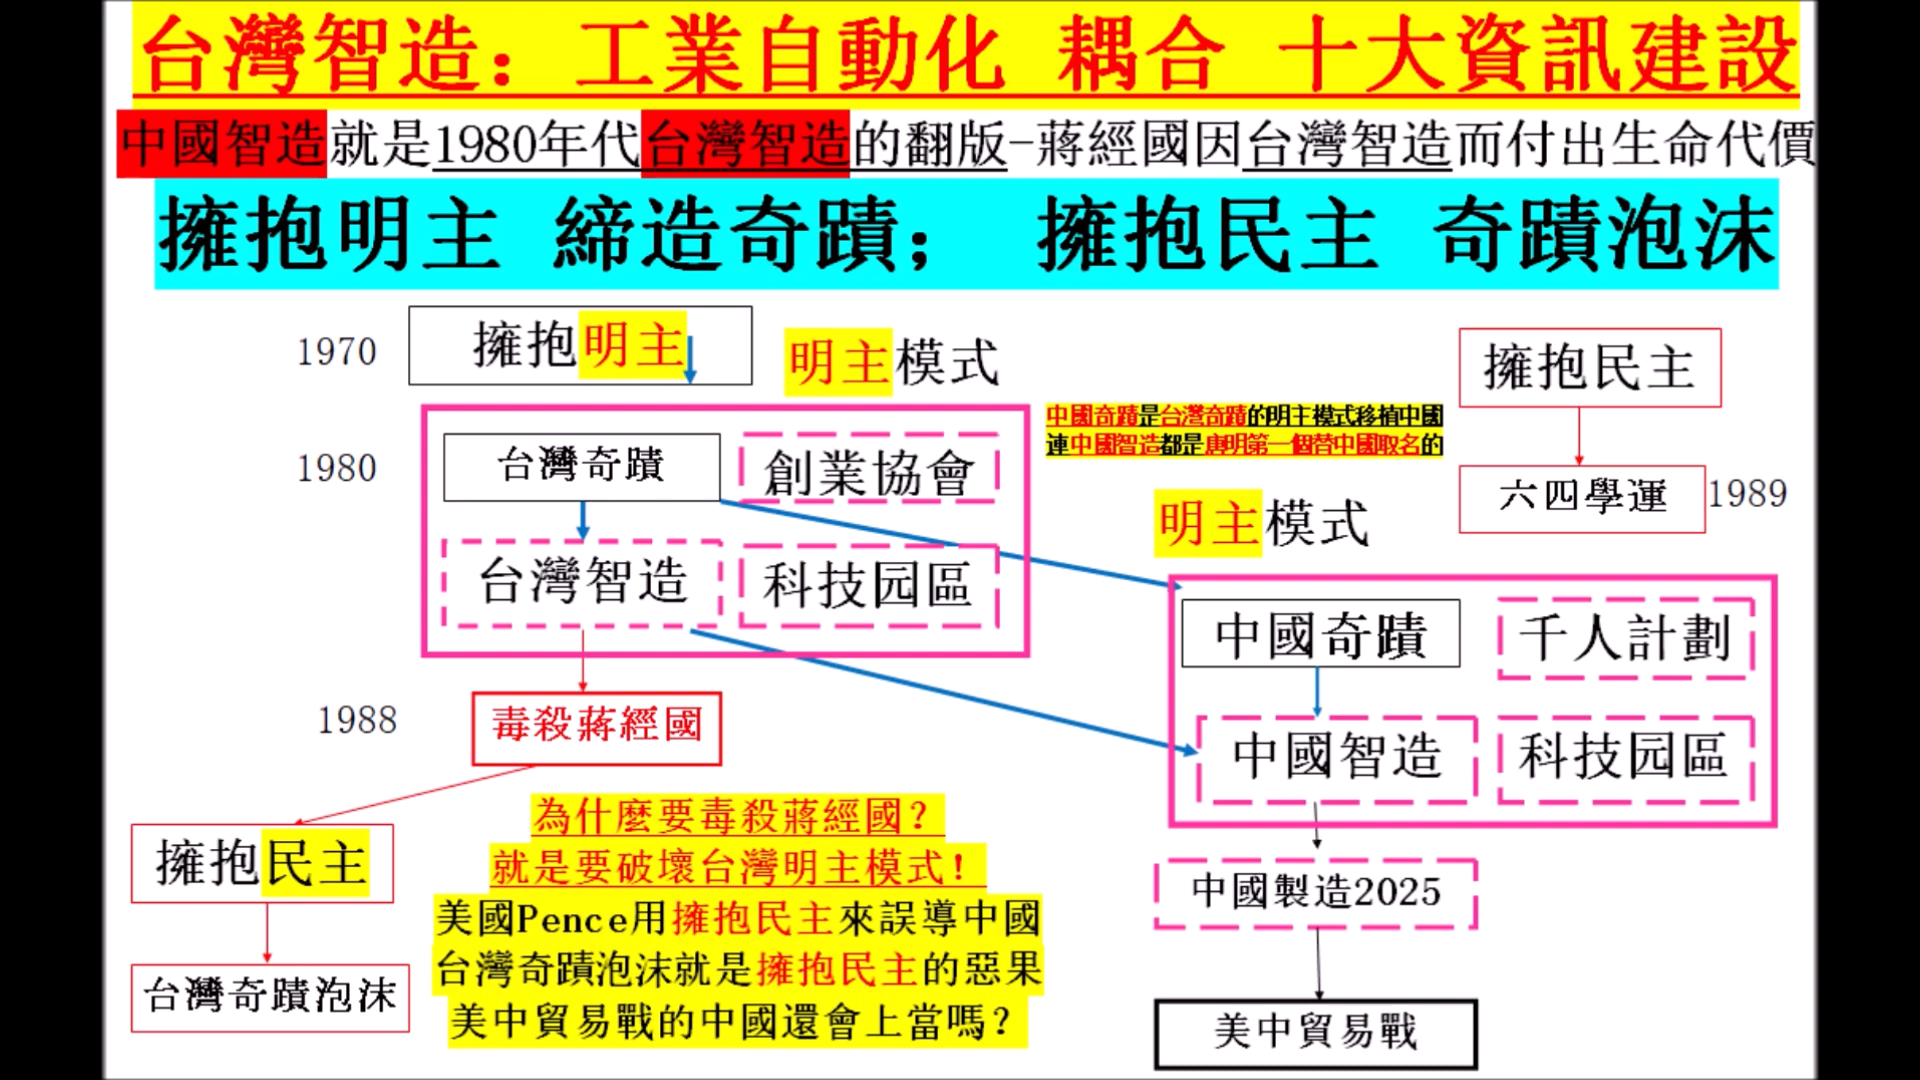 台灣智造：工業自動化 耦合 十大資訊建設
中國智造就是1980年代台灣智造的翻版-蔣經國因台灣智造而付出生命代價
擁抱明主 締造奇蹟； 擁抱民主 奇蹟泡沫
1970
擁抱明主
明主模式
擁抱民主
中國奇蹟是台灣奇蹟的明主模式移植中國
連中國智造都是唐明第一個替中國取名的
1980
台灣奇蹟
創業協會
六四學運
1989
明主模式
台灣智造
科技园區
中國奇蹟
千人計劃
1988
毒殺蔣經國
中國智造
科技园區
為什麼要毒殺蔣經國？
就是要破壞台灣明主模式！
擁抱民主
中國製造2025
美國Pence用擁抱民主來誤導中國
台灣奇蹟泡沫就是擁抱民主的惡果
美中貿易戰的中國還會上當嗎？
台灣奇蹟泡沫
美中貿易戰